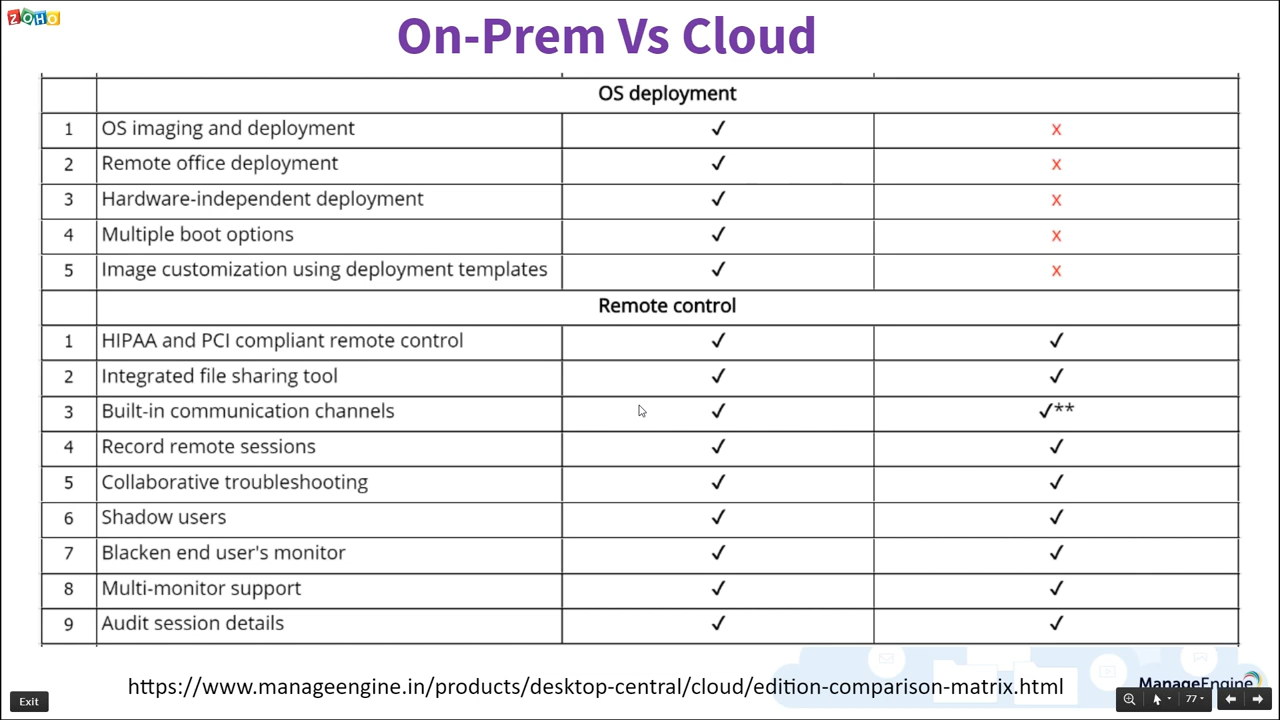 ZOHO
On-Prem Vs Cloud
OS deployment
1 OS imaging and deployment ✓ x
2 Remote office deployment ✓ x
3 Hardware-independent deployment ✓ x
4 Multiple boot options ✓ x
5 Image customization using deployment templates ✓ x
Remote control
1 HIPAA and PCI compliant remote control ✓ ✓
2 Integrated file sharing tool ✓ ✓
3 Built-in communication channels ✓ ✓**
4 Record remote sessions ✓ ✓
5 Collaborative troubleshooting ✓ ✓
6 Shadow users ✓ ✓
7 Blacken end user's monitor ✓ ✓
8 Multi-monitor support ✓ ✓
9 Audit session details ✓ ✓
https://www.manageengine.in/products/desktop-central/cloud/edition-comparison-matrix.html
ManageEngine
Exit
77